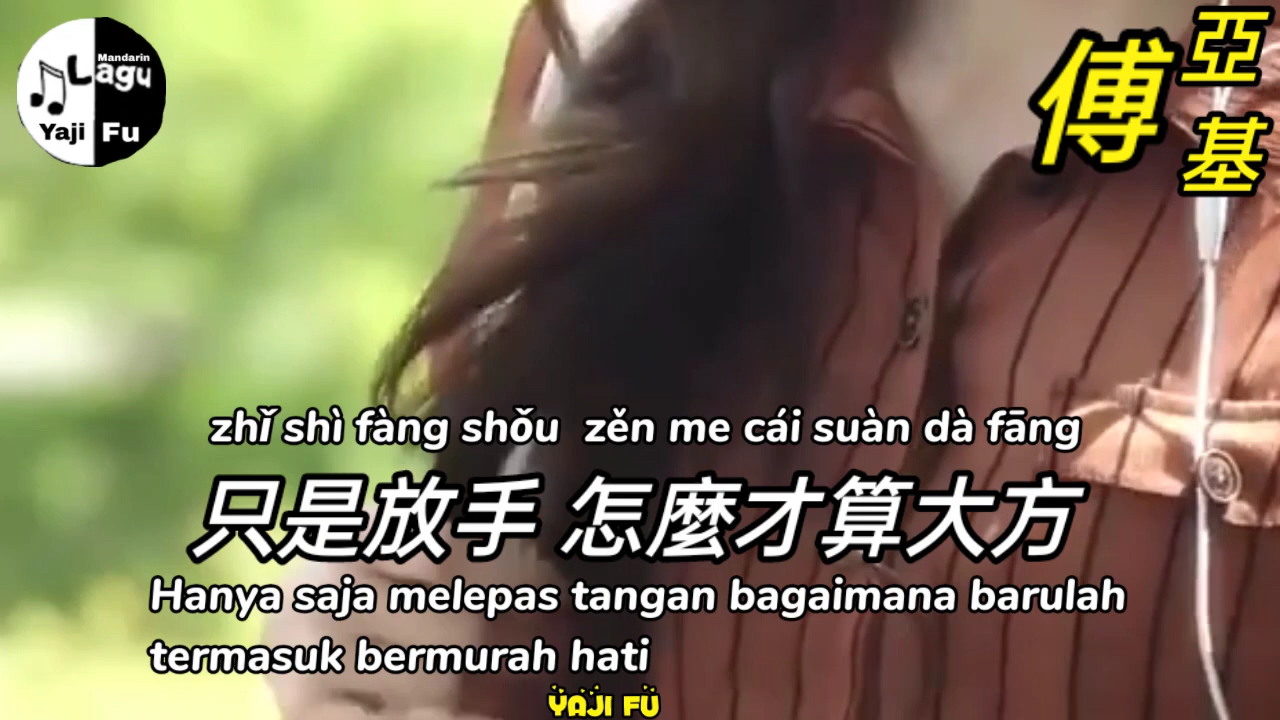 Mandarin
Lagu
Yaji Fu
傅亞基
zhǐ shì fàng shǒu zěn me cái suàn dà fāng
只是放手 怎麼才算大方
Hanya saja melepas tangan bagaimana barulah
termasuk bermurah hati
YAJI FU